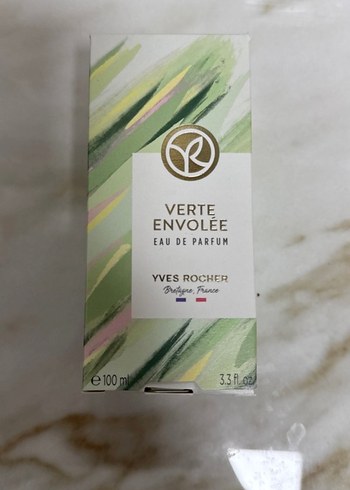 VERTE
ENVOLÉE
EAU DE PARFUM
YVES ROCHER
Bretagne, France
℮ 100 ml 3.3 fl. oz